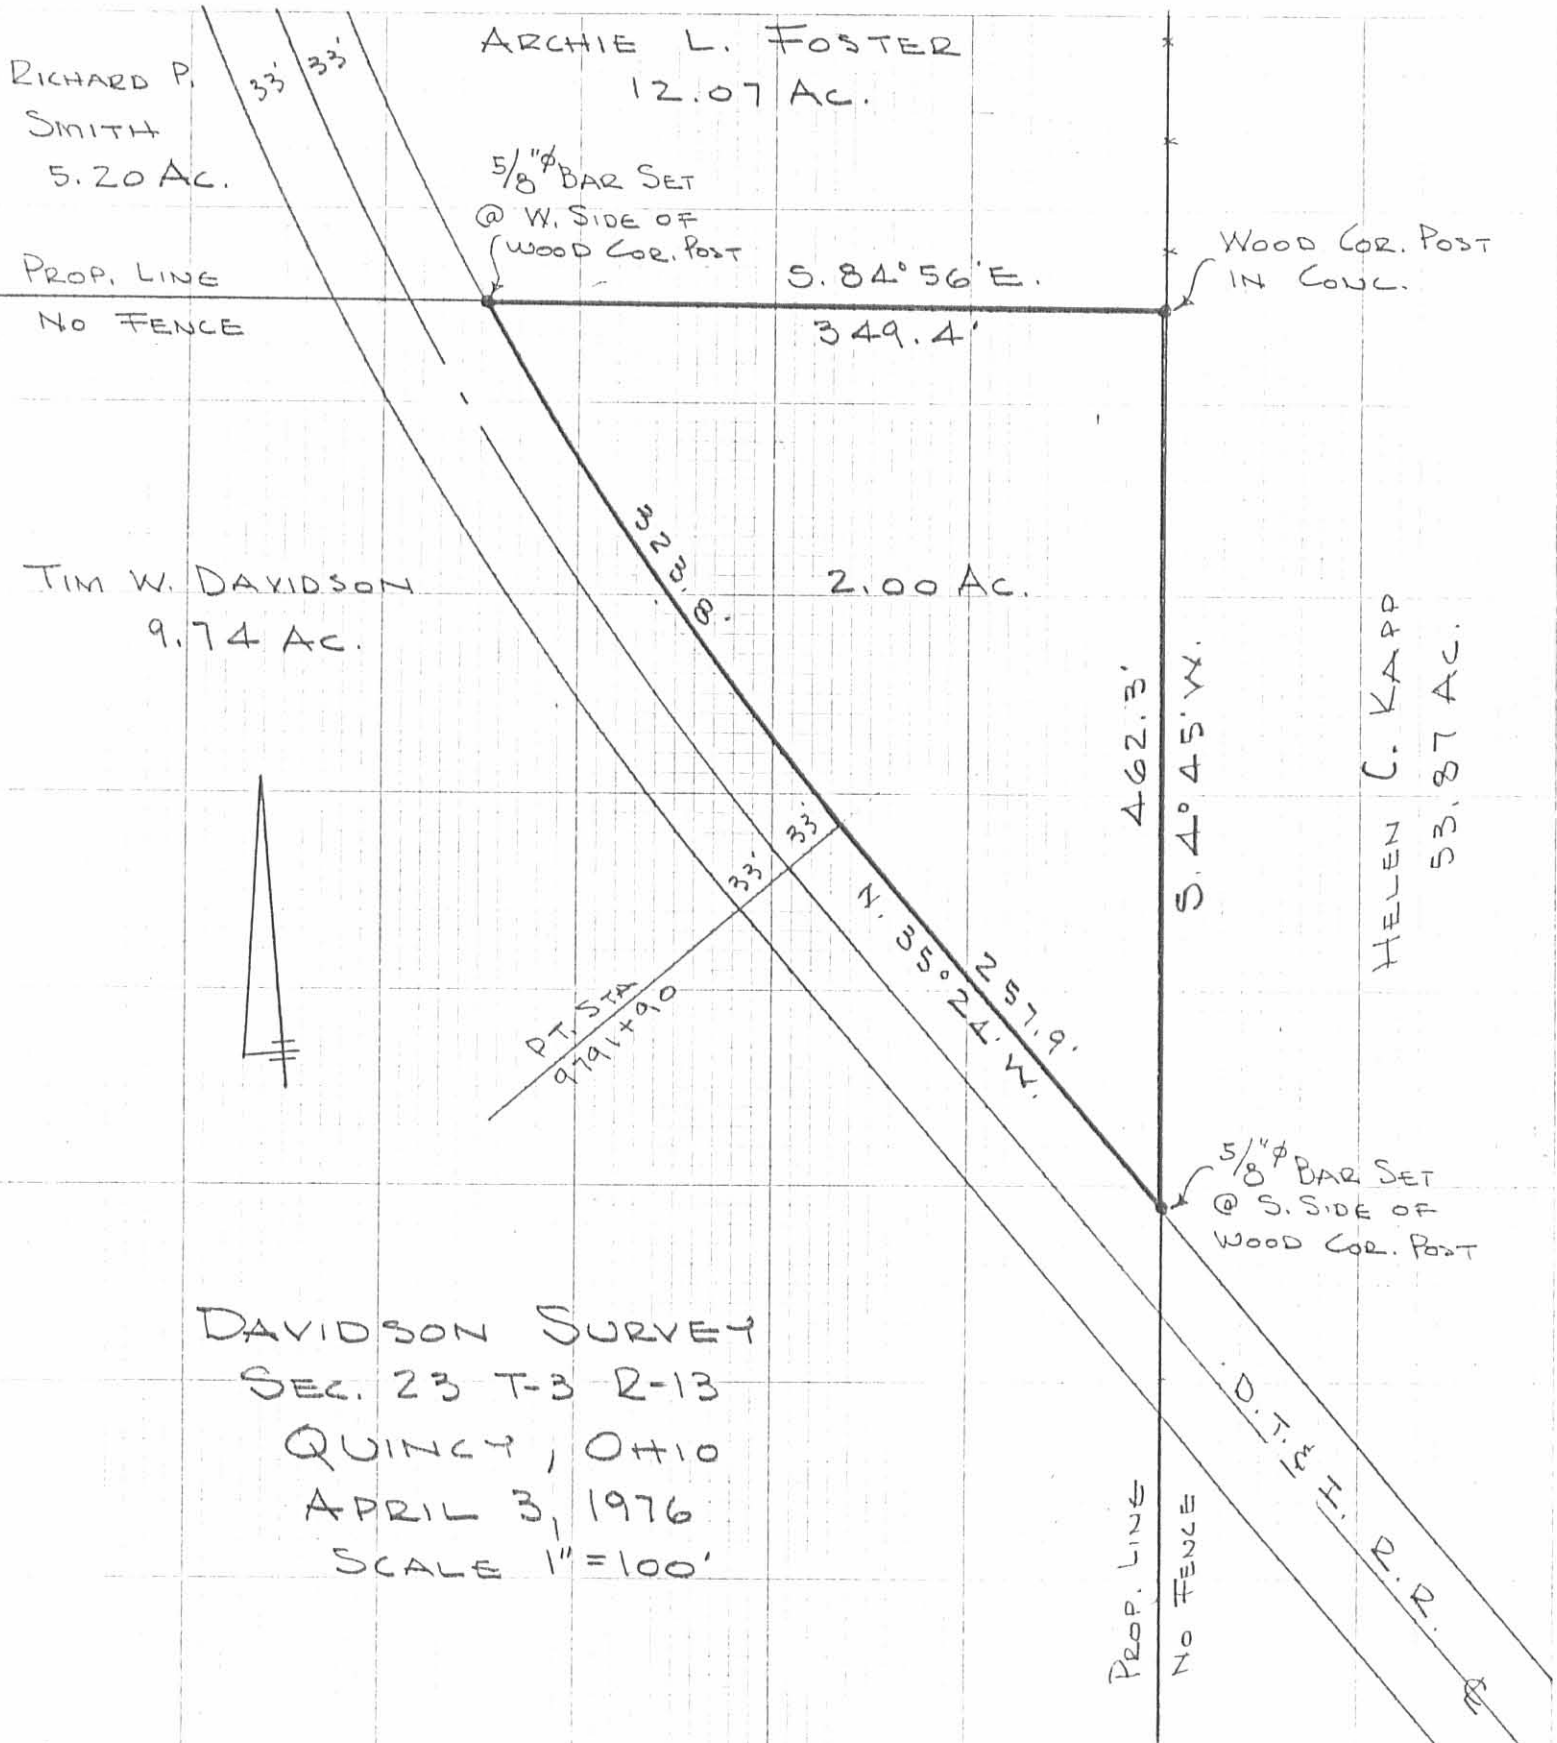 ARCHIE L. FOSTER
12.07 AC.
RICHARD P.
SMITH
5.20 AC.
33'
33'
5/8"ø BAR SET
@ W. SIDE OF
WOOD COR. POST
WOOD COR. POST
IN CONC.
PROP. LINE
NO FENCE
S. 84° 56' E.
349.4'
TIM W. DAVIDSON
9.74 AC.
323.8'
2.00 AC.
462.3'
S. 4° 45' W.
HELEN C. KAPP
53.87 AC.
33'
33'
N. 35° 24' W.
257.9'
P.T. STA
9791+90
5/8"ø BAR SET
@ S. SIDE OF
WOOD COR. POST
DAVIDSON SURVEY
SEC. 23 T-3 R-13
QUINCY, OHIO
APRIL 3, 1976
SCALE 1"=100'
D. T. & I. R. R.
℄
PROP. LINE
NO FENCE